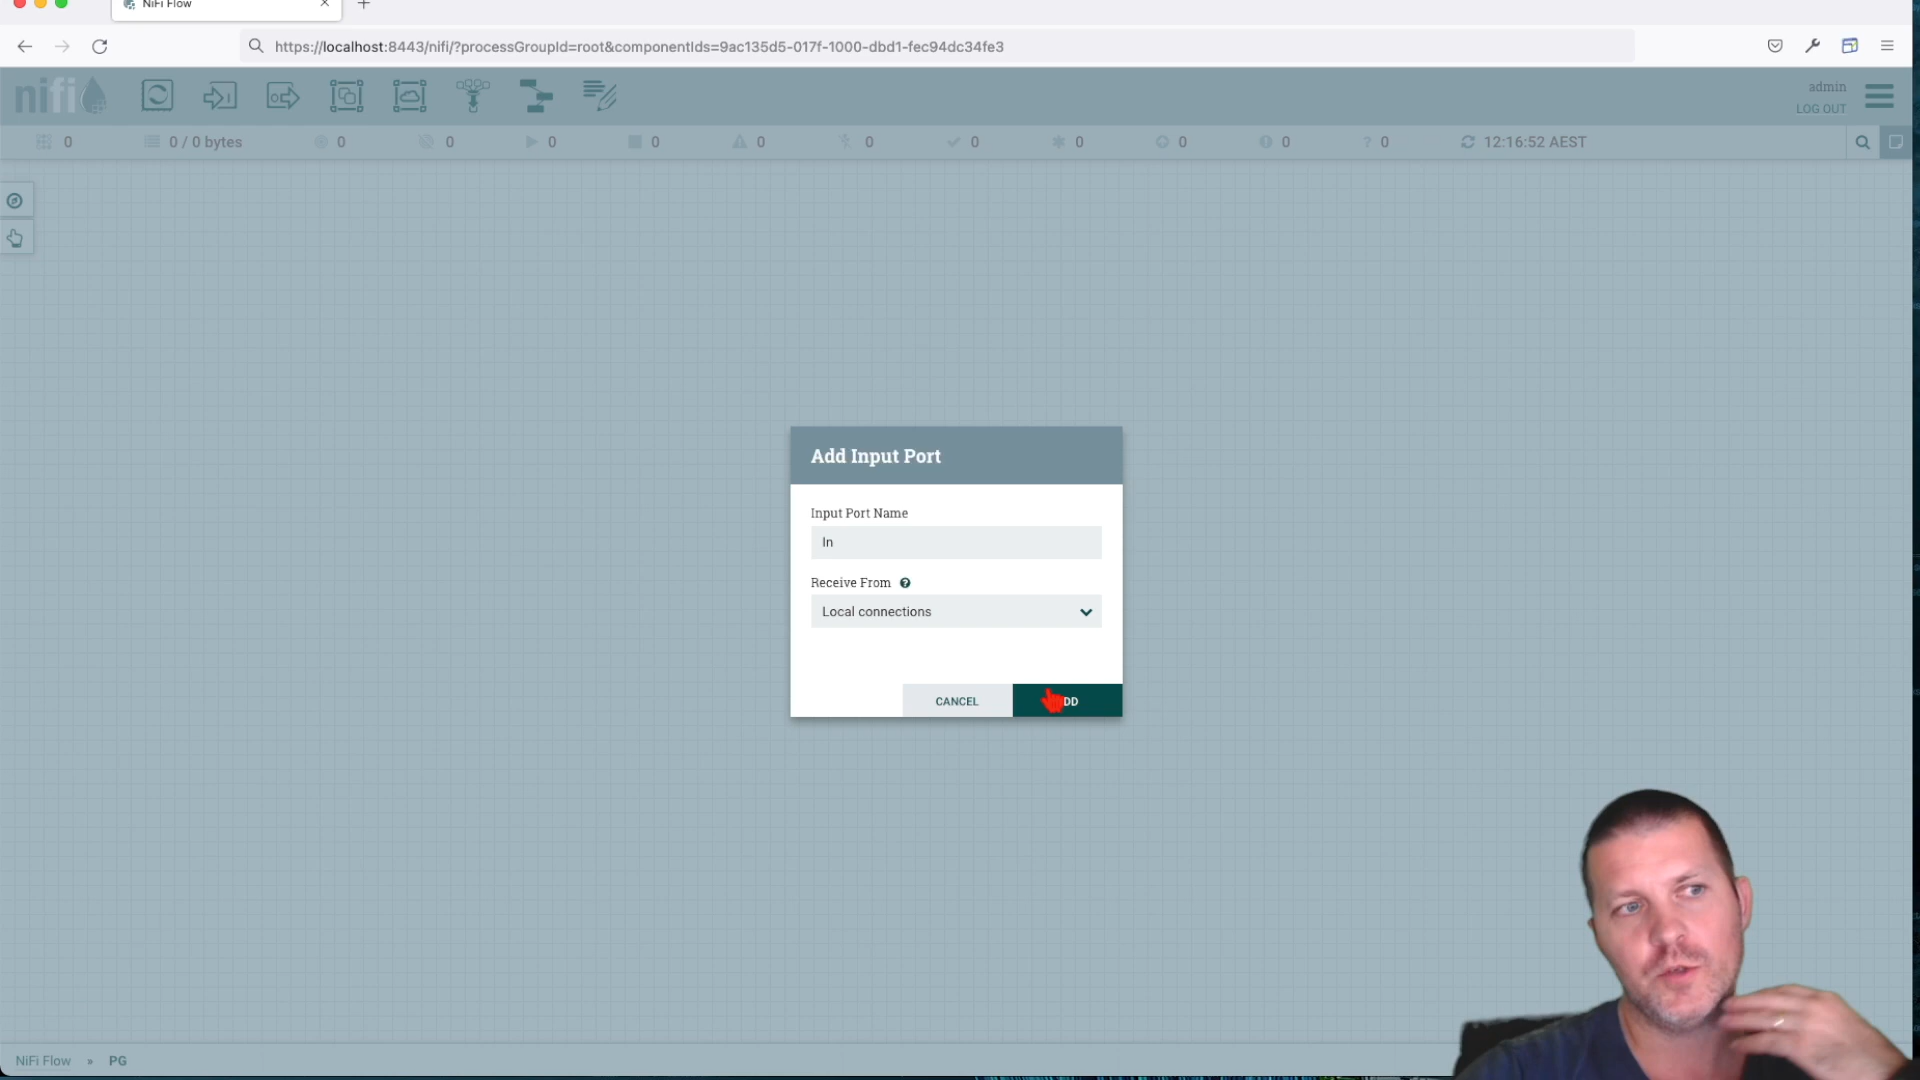 NiFi Flow
https://localhost:8443/nifi/?processGroupId=root&componentIds=9ac135d5-017f-1000-dbd1-fec94dc34fe3
nifi
admin
LOG OUT
0 0 / 0 bytes 0 0 0 0 0 0 0 0 0 0 ? 0 12:16:52 AEST
Add Input Port
Input Port Name
In
Receive From
Local connections
CANCEL
NiFi Flow » PG